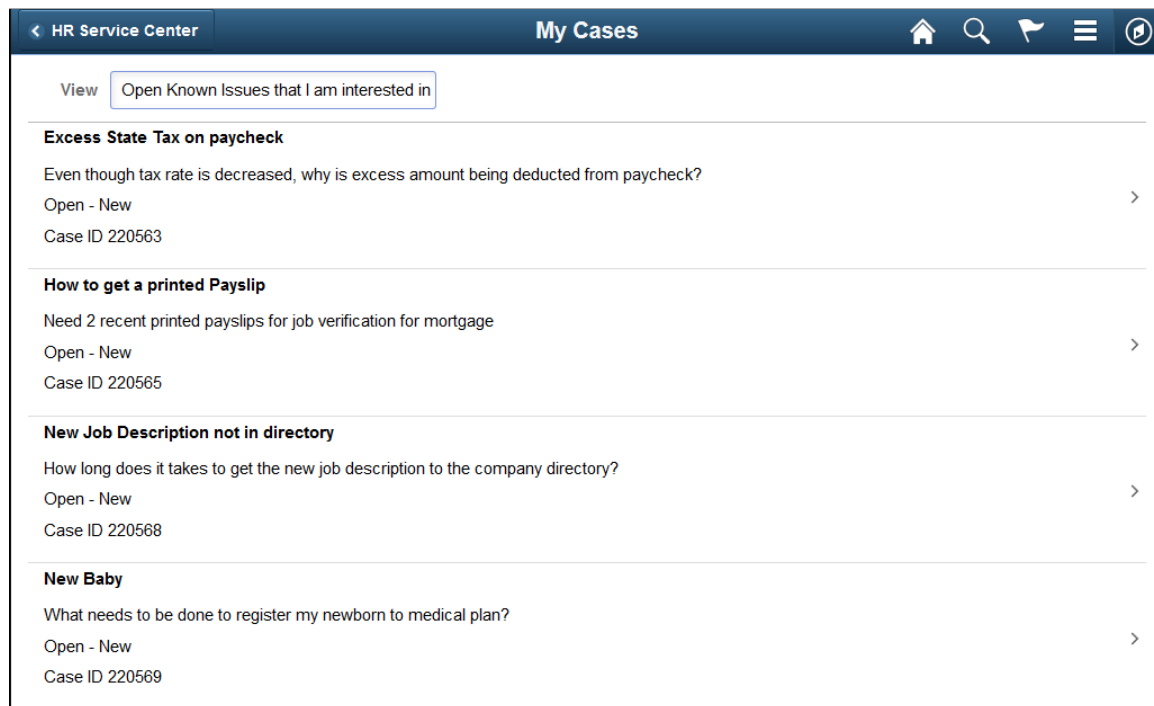 HR Service Center
My Cases
View
Open Known Issues that I am interested in
Excess State Tax on paycheck
Even though tax rate is decreased, why is excess amount being deducted from paycheck?
Open - New
Case ID 220563
How to get a printed Payslip
Need 2 recent printed payslips for job verification for mortgage
Open - New
Case ID 220565
New Job Description not in directory
How long does it takes to get the new job description to the company directory?
Open - New
Case ID 220568
New Baby
What needs to be done to register my newborn to medical plan?
Open - New
Case ID 220569